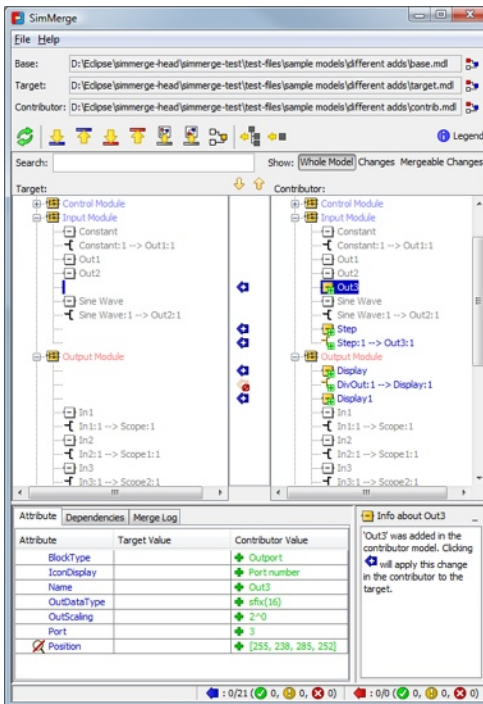 SimMerge
File Help
Base: D:\Eclipse\simmerge-head\simmerge-test\test-files\sample models\different adds\base.mdl
Target: D:\Eclipse\simmerge-head\simmerge-test\test-files\sample models\different adds\target.mdl
Contributor: D:\Eclipse\simmerge-head\simmerge-test\test-files\sample models\different adds\contrib.mdl
Legend
Search: Show: Whole Model Changes Mergeable Changes
Target: Contributor:
Control Module Control Module
Input Module Input Module
Constant Constant
Constant:1 --> Out1:1 Constant:1 --> Out1:1
Out1 Out1
Out2 Out2
Out3
Sine Wave Sine Wave
Sine Wave:1 --> Out2:1 Sine Wave:1 --> Out2:1
Step
Step:1 --> Out3:1
Output Module Output Module
Display
DivOut:1 --> Display:1
Display1
In1 In1
In1:1 --> Scope:1 In1:1 --> Scope:1
In2 In2
In2:1 --> Scope1:1 In2:1 --> Scope1:1
In3 In3
In3:1 --> Scope2:1 In3:1 --> Scope2:1
Attribute Dependencies Merge Log
Attribute Target Value Contributor Value
BlockType Outport
IconDisplay Port number
Name Out3
OutDataType sfix(16)
OutScaling 2^0
Port 3
Position [255, 238, 285, 252]
Info about Out3
'Out3' was added in the
contributor model. Clicking
will apply this change
in the contributor to the
target.
: 0/21 ( 0, 0, 0) : 0/0 ( 0, 0, 0)